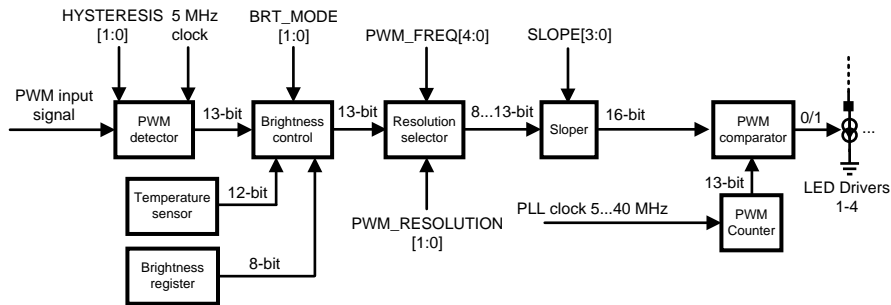 HYSTERESIS
[1:0]
5 MHz
clock
BRT_MODE
[1:0]
PWM_FREQ[4:0]
SLOPE[3:0]
PWM input
signal
PWM
detector
13-bit
Brightness
control
13-bit
Resolution
selector
8...13-bit
Sloper
16-bit
PWM
comparator
0/1
...
Temperature
sensor
12-bit
13-bit
LED Drivers
1-4
PWM_RESOLUTION
[1:0]
PLL clock 5...40 MHz
PWM
Counter
Brightness
register
8-bit